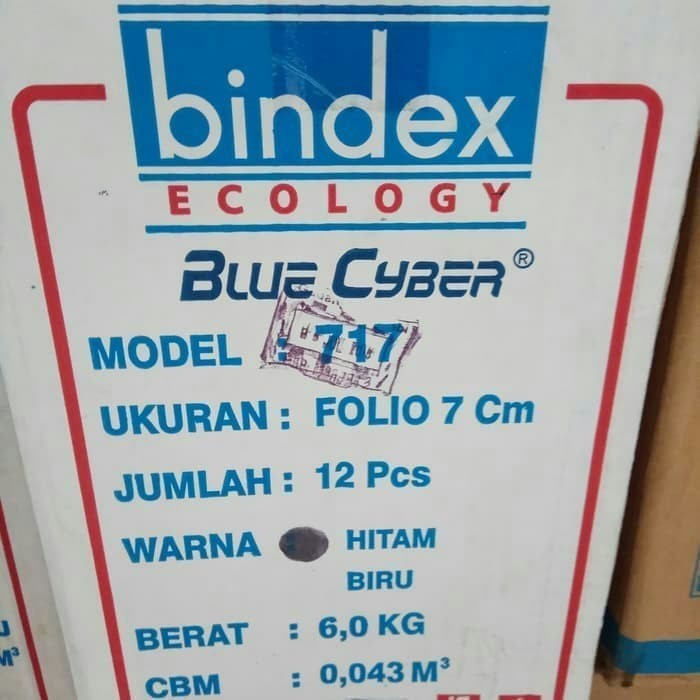 bindex
ECOLOGY
BLUE CYBER®
MODEL : 717
UKURAN : FOLIO 7 Cm
JUMLAH : 12 Pcs
WARNA : HITAM
BIRU
BERAT : 6,0 KG
CBM : 0,043 M³
M³